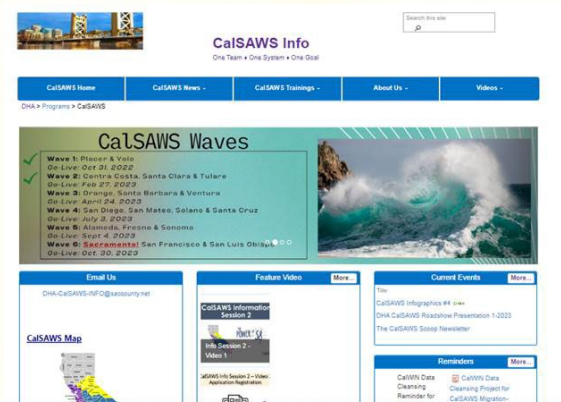 Search this site
CalSAWS Info
One Team ♦ One System ♦ One Goal
CalSAWS Home
CalSAWS News
CalSAWS Trainings
About Us
Videos
DHA > Programs > CalSAWS
CalSAWS Waves
Wave 1: Placer & Yolo
Go-Live: Oct 31, 2022
Wave 2: Contra Costa, Santa Clara & Tulare
Go-Live: Feb 27, 2023
Wave 3: Orange, Santa Barbara & Ventura
Go-Live: April 24, 2023
Wave 4: San Diego, San Mateo, Solano & Santa Cruz
Go-Live: July 3, 2023
Wave 5: Alameda, Fresno & Sonoma
Go-Live: Sept 4, 2023
Wave 6: Sacramento! San Francisco & San Luis Obispo
Go-Live: Oct. 30, 2023
Email Us
DHA-CalSAWS-INFO@saccounty.net
CalSAWS Map
Feature Video
More...
CalSAWS Information
Session 2
Info Session 2 -
Video 1
CalSAWS Info Session 2 – Video
Application Registration
Current Events
More...
Title
CalSAWS Infographics #4
DHA CalSAWS Roadshow Presentation 1-2023
The CalSAWS Scoop Newsletter
Reminders
More...
CalWIN Data
Cleansing
Reminder for
CalWIN Data
Cleansing Project for
CalSAWS Migration-